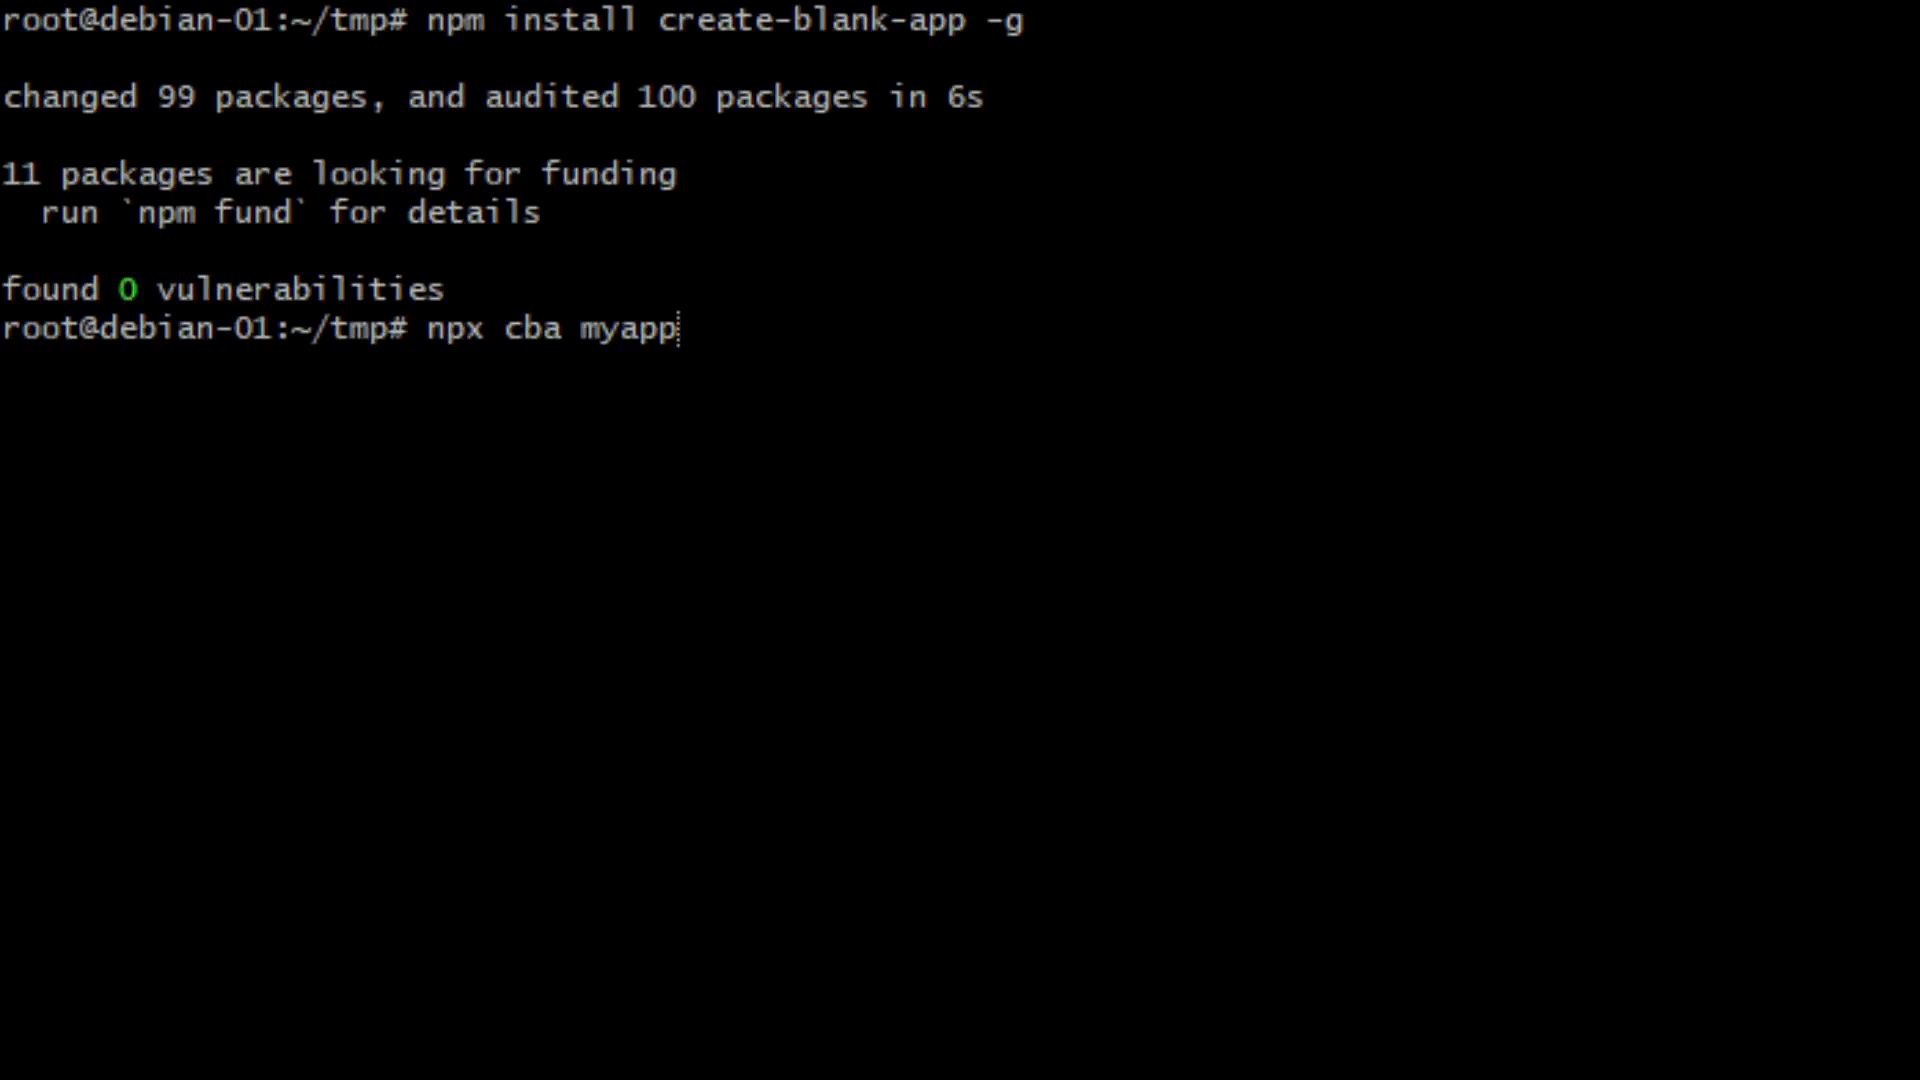 root@debian-01:~/tmp# npm install create-blank-app -g
changed 99 packages, and audited 100 packages in 6s
11 packages are looking for funding
  run `npm fund` for details
found 0 vulnerabilities
root@debian-01:~/tmp# npx cba myapp